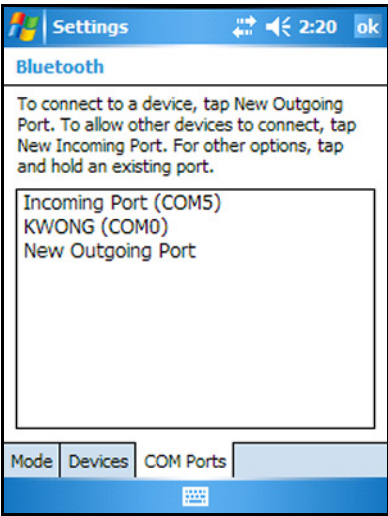 Settings 2:20 ok
Bluetooth
To connect to a device, tap New Outgoing
Port. To allow other devices to connect, tap
New Incoming Port. For other options, tap
and hold an existing port.
Incoming Port (COM5)
KWONG (COM0)
New Outgoing Port
Mode Devices COM Ports